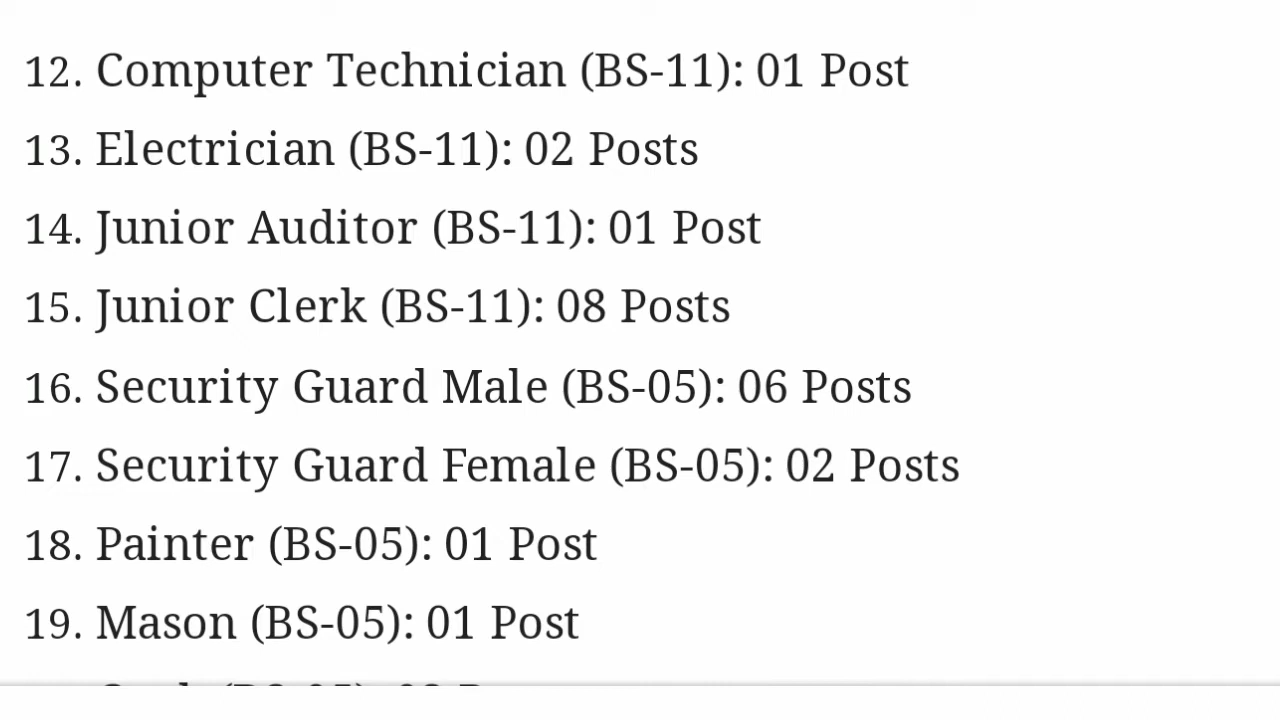 12. Computer Technician (BS-11): 01 Post
13. Electrician (BS-11): 02 Posts
14. Junior Auditor (BS-11): 01 Post
15. Junior Clerk (BS-11): 08 Posts
16. Security Guard Male (BS-05): 06 Posts
17. Security Guard Female (BS-05): 02 Posts
18. Painter (BS-05): 01 Post
19. Mason (BS-05): 01 Post